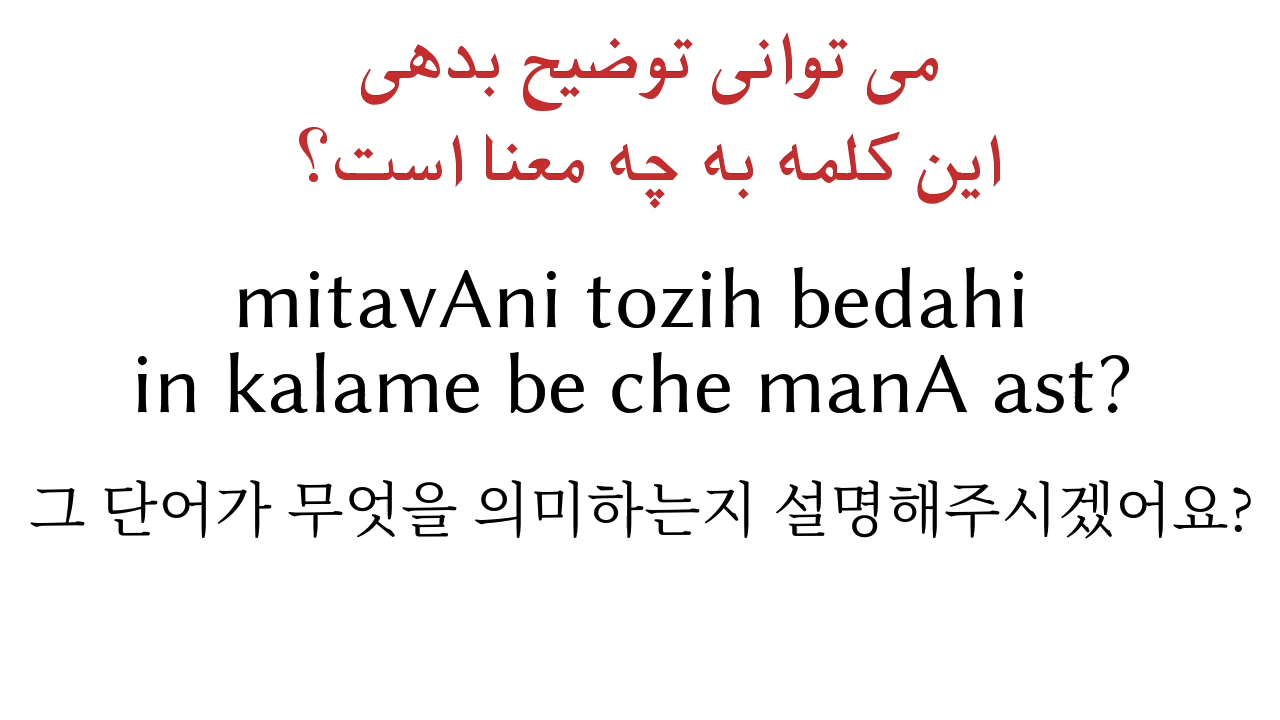 می توانی توضیح بدهی
این کلمه به چه معنا است؟
mitavAni tozih bedahi
in kalame be che manA ast?
그 단어가 무엇을 의미하는지 설명해주시겠어요?